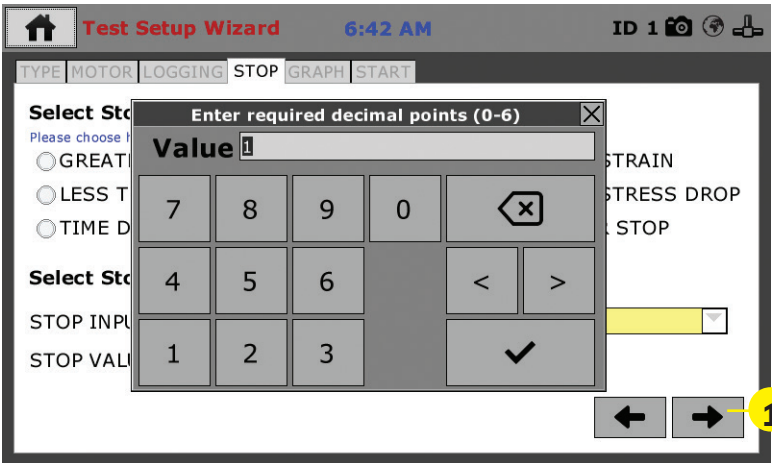 Test Setup Wizard 6:42 AM ID 1
TYPE MOTOR LOGGING STOP GRAPH START
Select Sto
Enter required decimal points (0-6)
Please choose h
Value 1
GREATE STRAIN
LESS T STRESS DROP
TIME D R STOP
7 8 9 0
Select Sto
4 5 6 < >
STOP INPU
STOP VALU
1 2 3
1